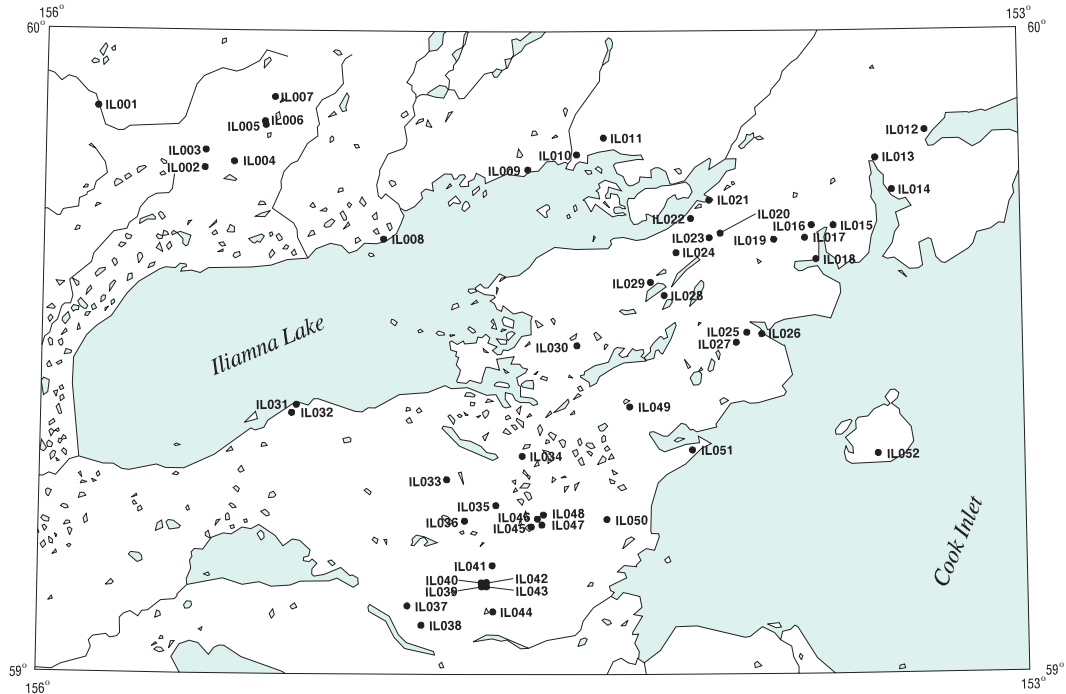 156°
153°
60°
60°
IL001
IL007
IL006
IL005
IL003
IL004
IL002
IL011
IL010
IL009
IL012
IL013
IL014
IL021
IL020
IL022
IL016
IL015
IL023
IL019
IL017
IL008
IL024
IL018
IL029
IL028
Iliamna Lake
IL025
IL026
IL027
IL030
IL031
IL032
IL049
IL034
IL051
IL052
IL033
IL035
IL036
IL046
IL048
IL045
IL047
IL050
Cook Inlet
IL041
IL040
IL042
IL039
IL043
IL037
IL044
IL038
59°
59°
156°
153°